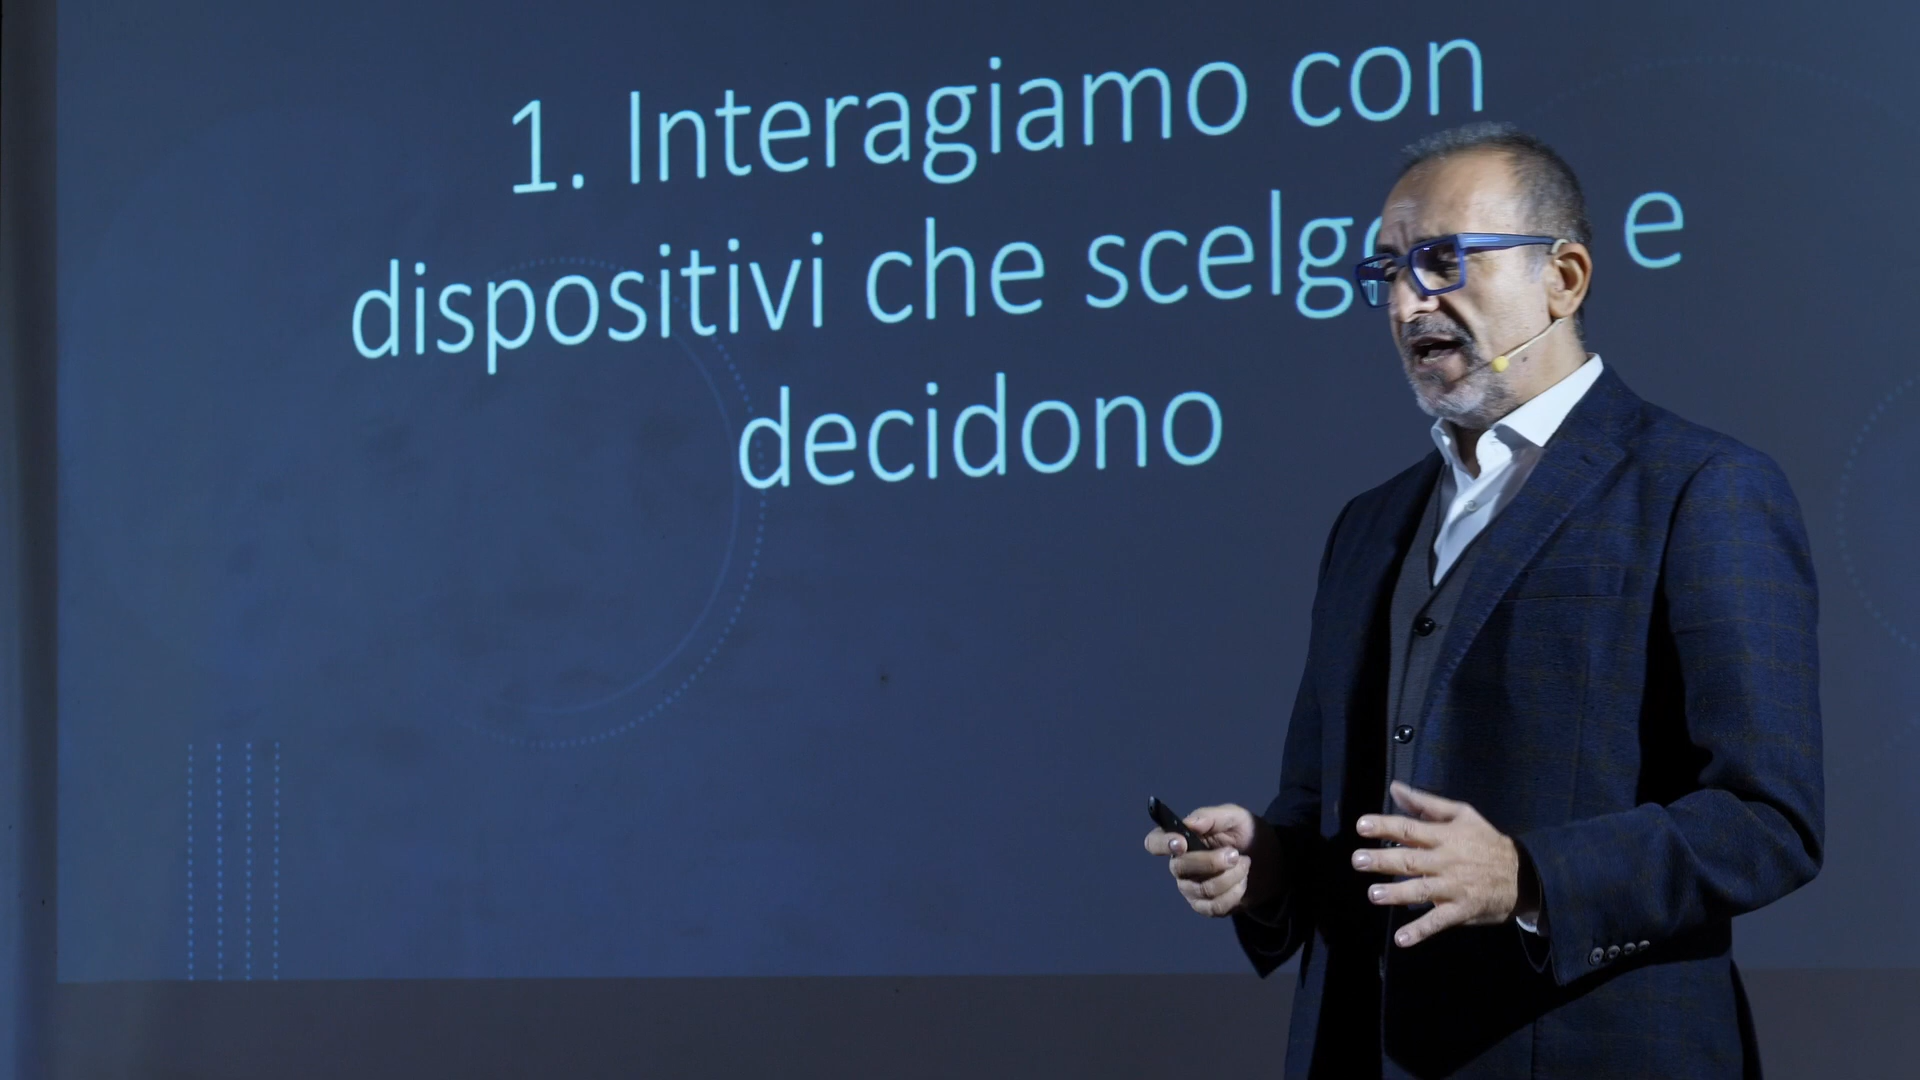 1. Interagiamo con
dispositivi che e
decidono